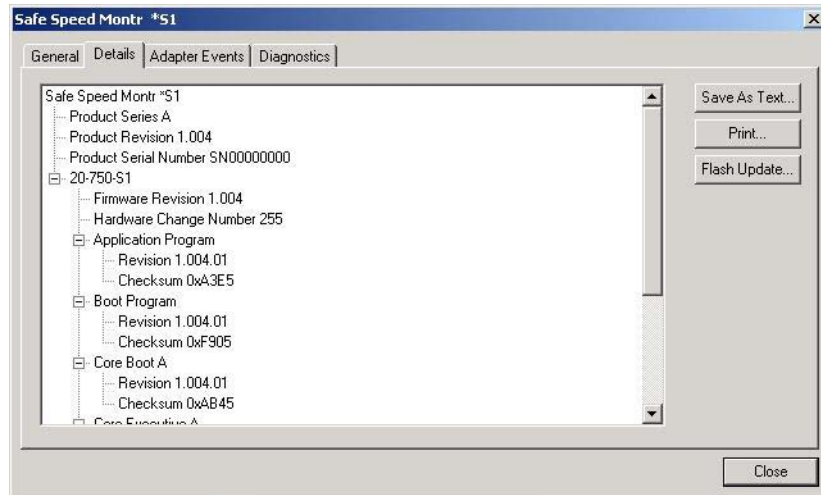 Safe Speed Montr *S1
General Details Adapter Events Diagnostics
Safe Speed Montr *S1
Product Series A
Product Revision 1.004
Product Serial Number SN00000000
20-750-S1
Firmware Revision 1.004
Hardware Change Number 255
Application Program
Revision 1.004.01
Checksum 0xA3E5
Boot Program
Revision 1.004.01
Checksum 0xF905
Core Boot A
Revision 1.004.01
Checksum 0xAB45
Core Executive A
Save As Text...
Print...
Flash Update...
Close